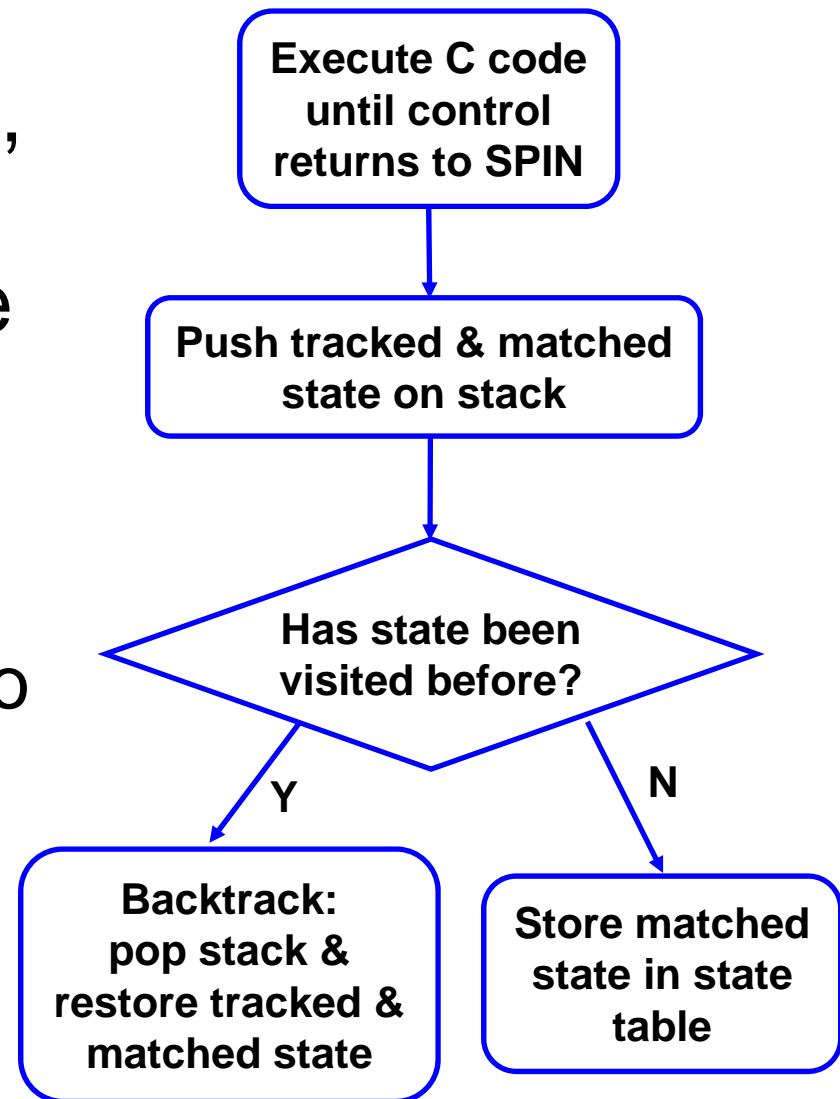 Execute C code
until control
returns to SPIN
,
e
Push tracked & matched
state on stack
Has state been
visited before?
o
Y
N
Backtrack:
pop stack &
restore tracked &
matched state
Store matched
state in state
table